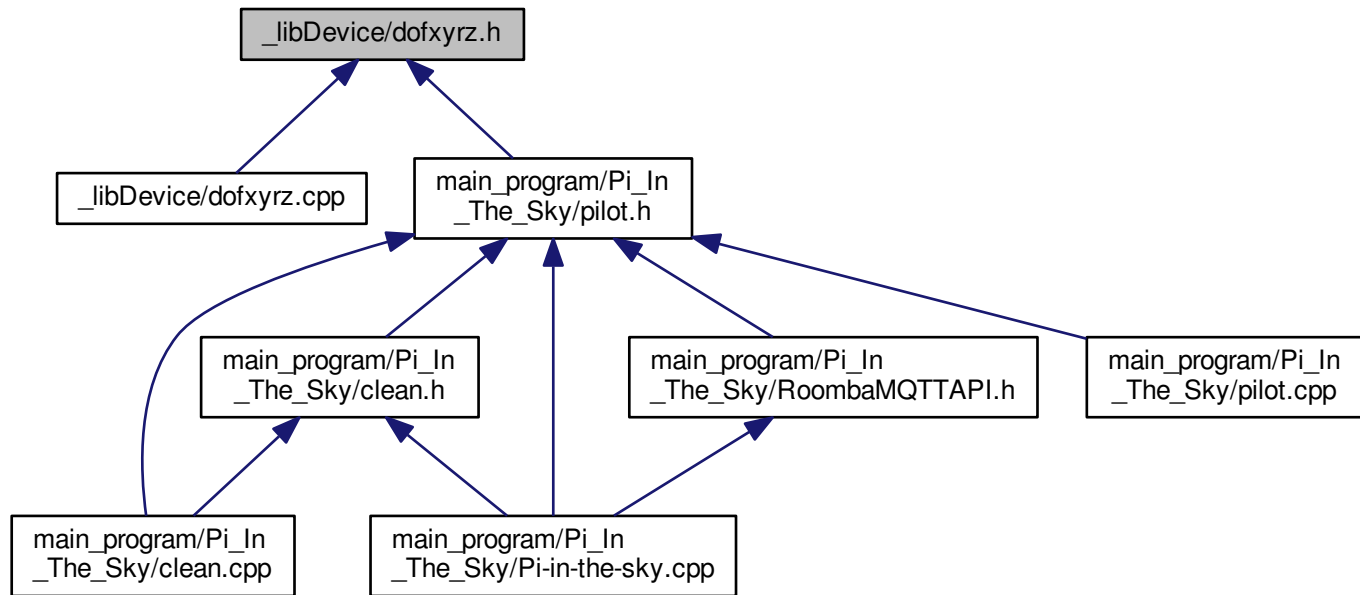 _libDevice/dofxyrz.h
_libDevice/dofxyrz.cpp
main_program/Pi_In
_The_Sky/pilot.h
main_program/Pi_In
_The_Sky/clean.h
main_program/Pi_In
_The_Sky/RoombaMQTTAPI.h
main_program/Pi_In
_The_Sky/pilot.cpp
main_program/Pi_In
_The_Sky/clean.cpp
main_program/Pi_In
_The_Sky/Pi-in-the-sky.cpp